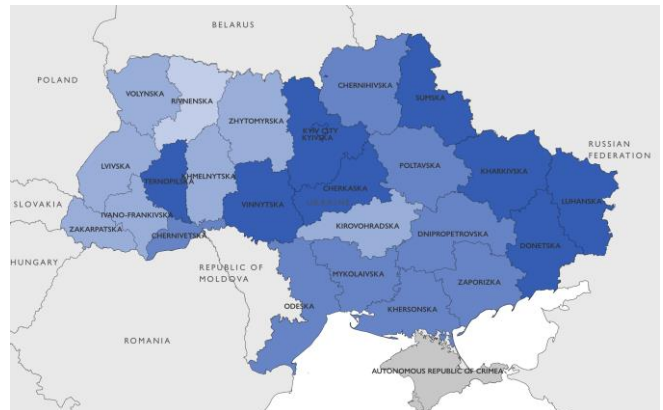 BELARUS
POLAND
VOLYNSKA
RIVNENSKA
CHERNIHIVSKA
SUMSKA
ZHYTOMYRSKA
KYIV CITY
KYIVSKA
RUSSIAN
FEDERATION
LVIVSKA
TERNOPILSKA
KHMELNYTSKA
POLTAVSKA
KHARKIVSKA
CHERKASKA
LUHANSKA
SLOVAKIA
IVANO-FRANKIVSKA
VINNYTSKA
UKRAINE
KIROVOHRADSKA
ZAKARPATSKA
CHERNIVETSKA
DNIPROPETROVSKA
DONETSKA
HUNGARY
REPUBLIC OF
MOLDOVA
MYKOLAIVSKA
ZAPORIZKA
ODESKA
KHERSONSKA
ROMANIA
AUTONOMOUS REPUBLIC OF CRIMEA